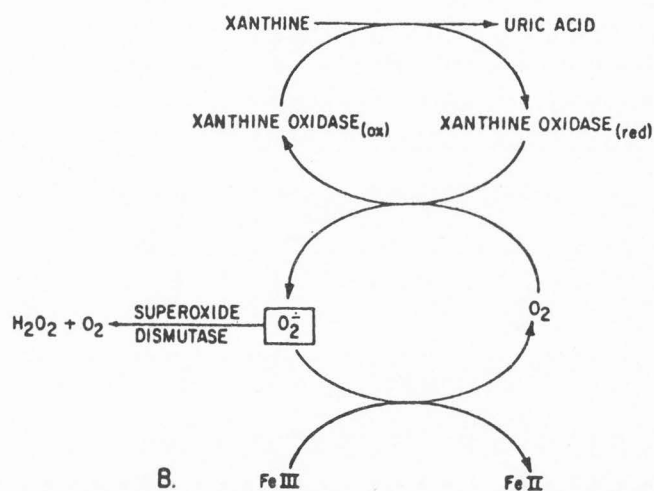 XANTHINE → URIC ACID
XANTHINE OXIDASE(ox) XANTHINE OXIDASE(red)
H2O2 + O2 SUPEROXIDE DISMUTASE O2∸ O2
B. Fe III Fe II